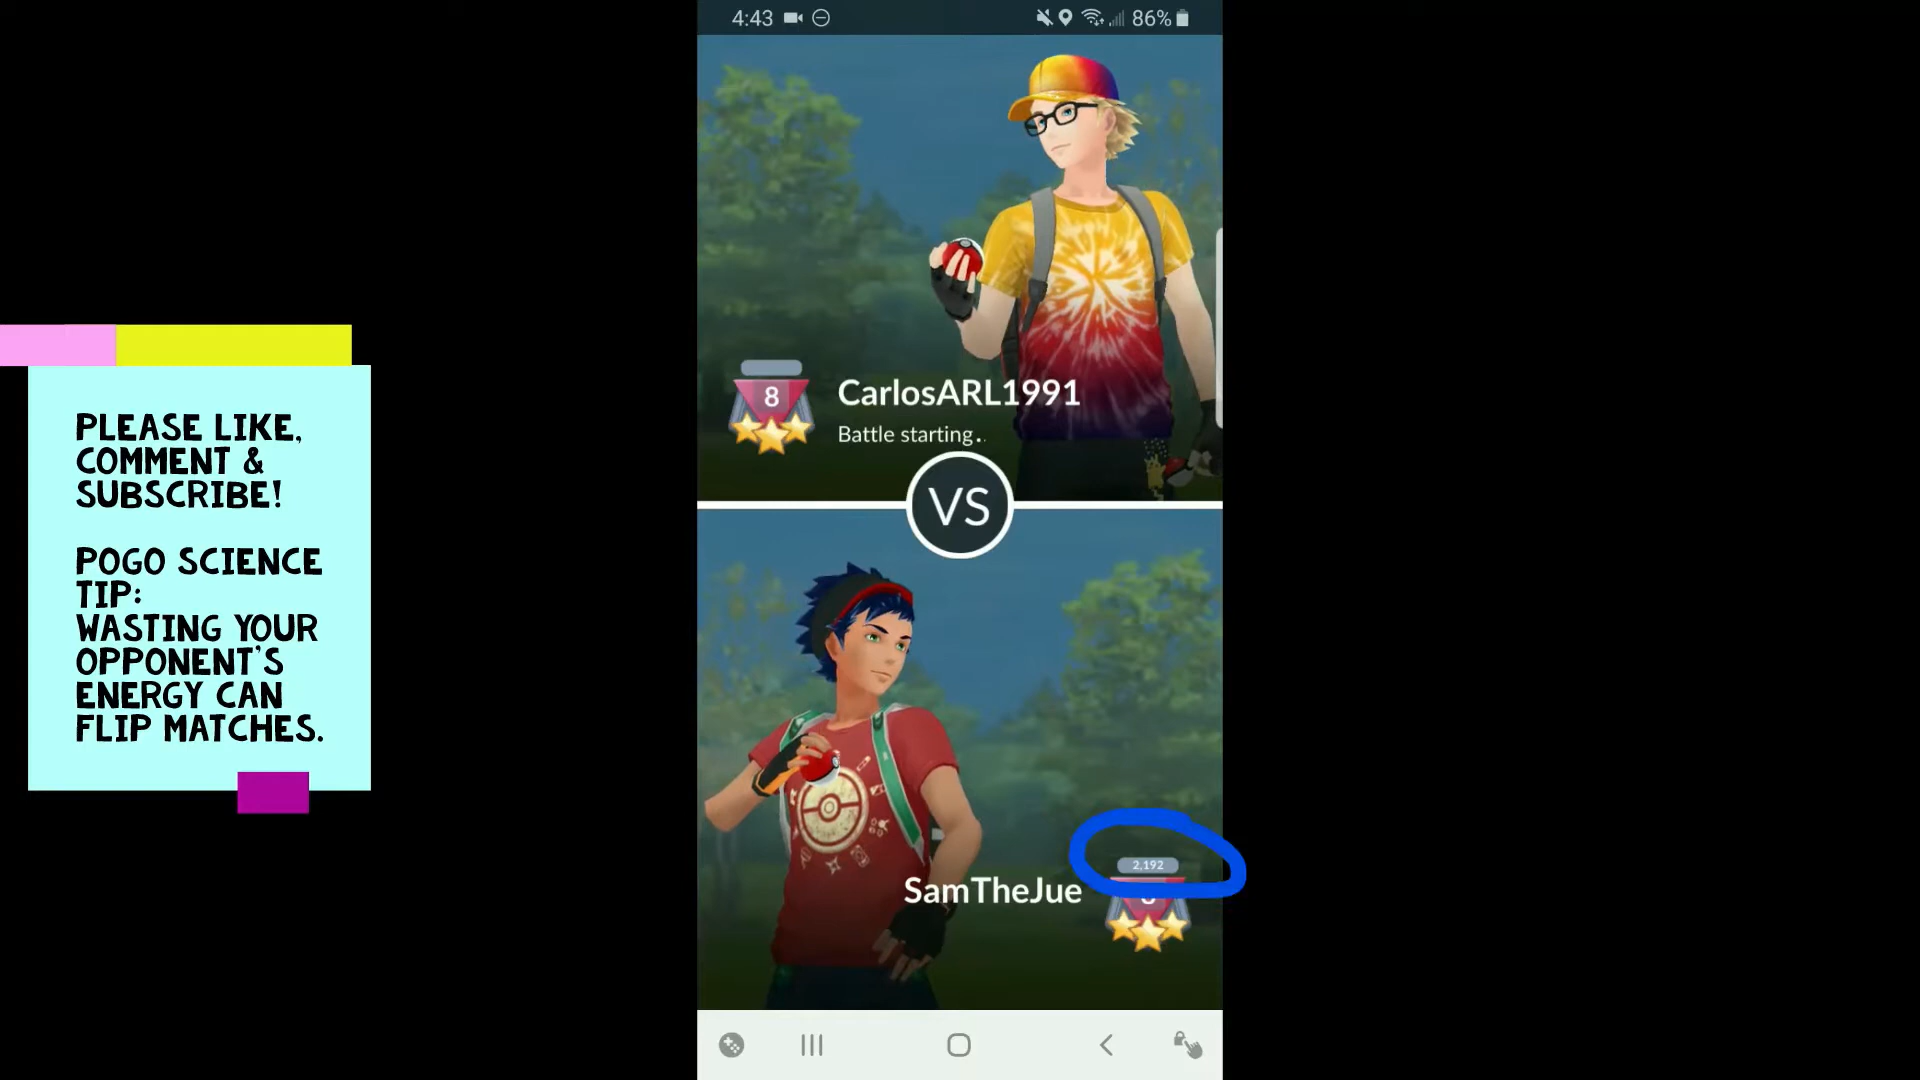 4:43
86%
8
CarlosARL1991
Battle starting..
VS
PLEASE LIKE,
COMMENT &
SUBSCRIBE!
POGO SCIENCE
TIP:
WASTING YOUR
OPPONENT'S
ENERGY CAN
FLIP MATCHES.
2,192
SamTheJue